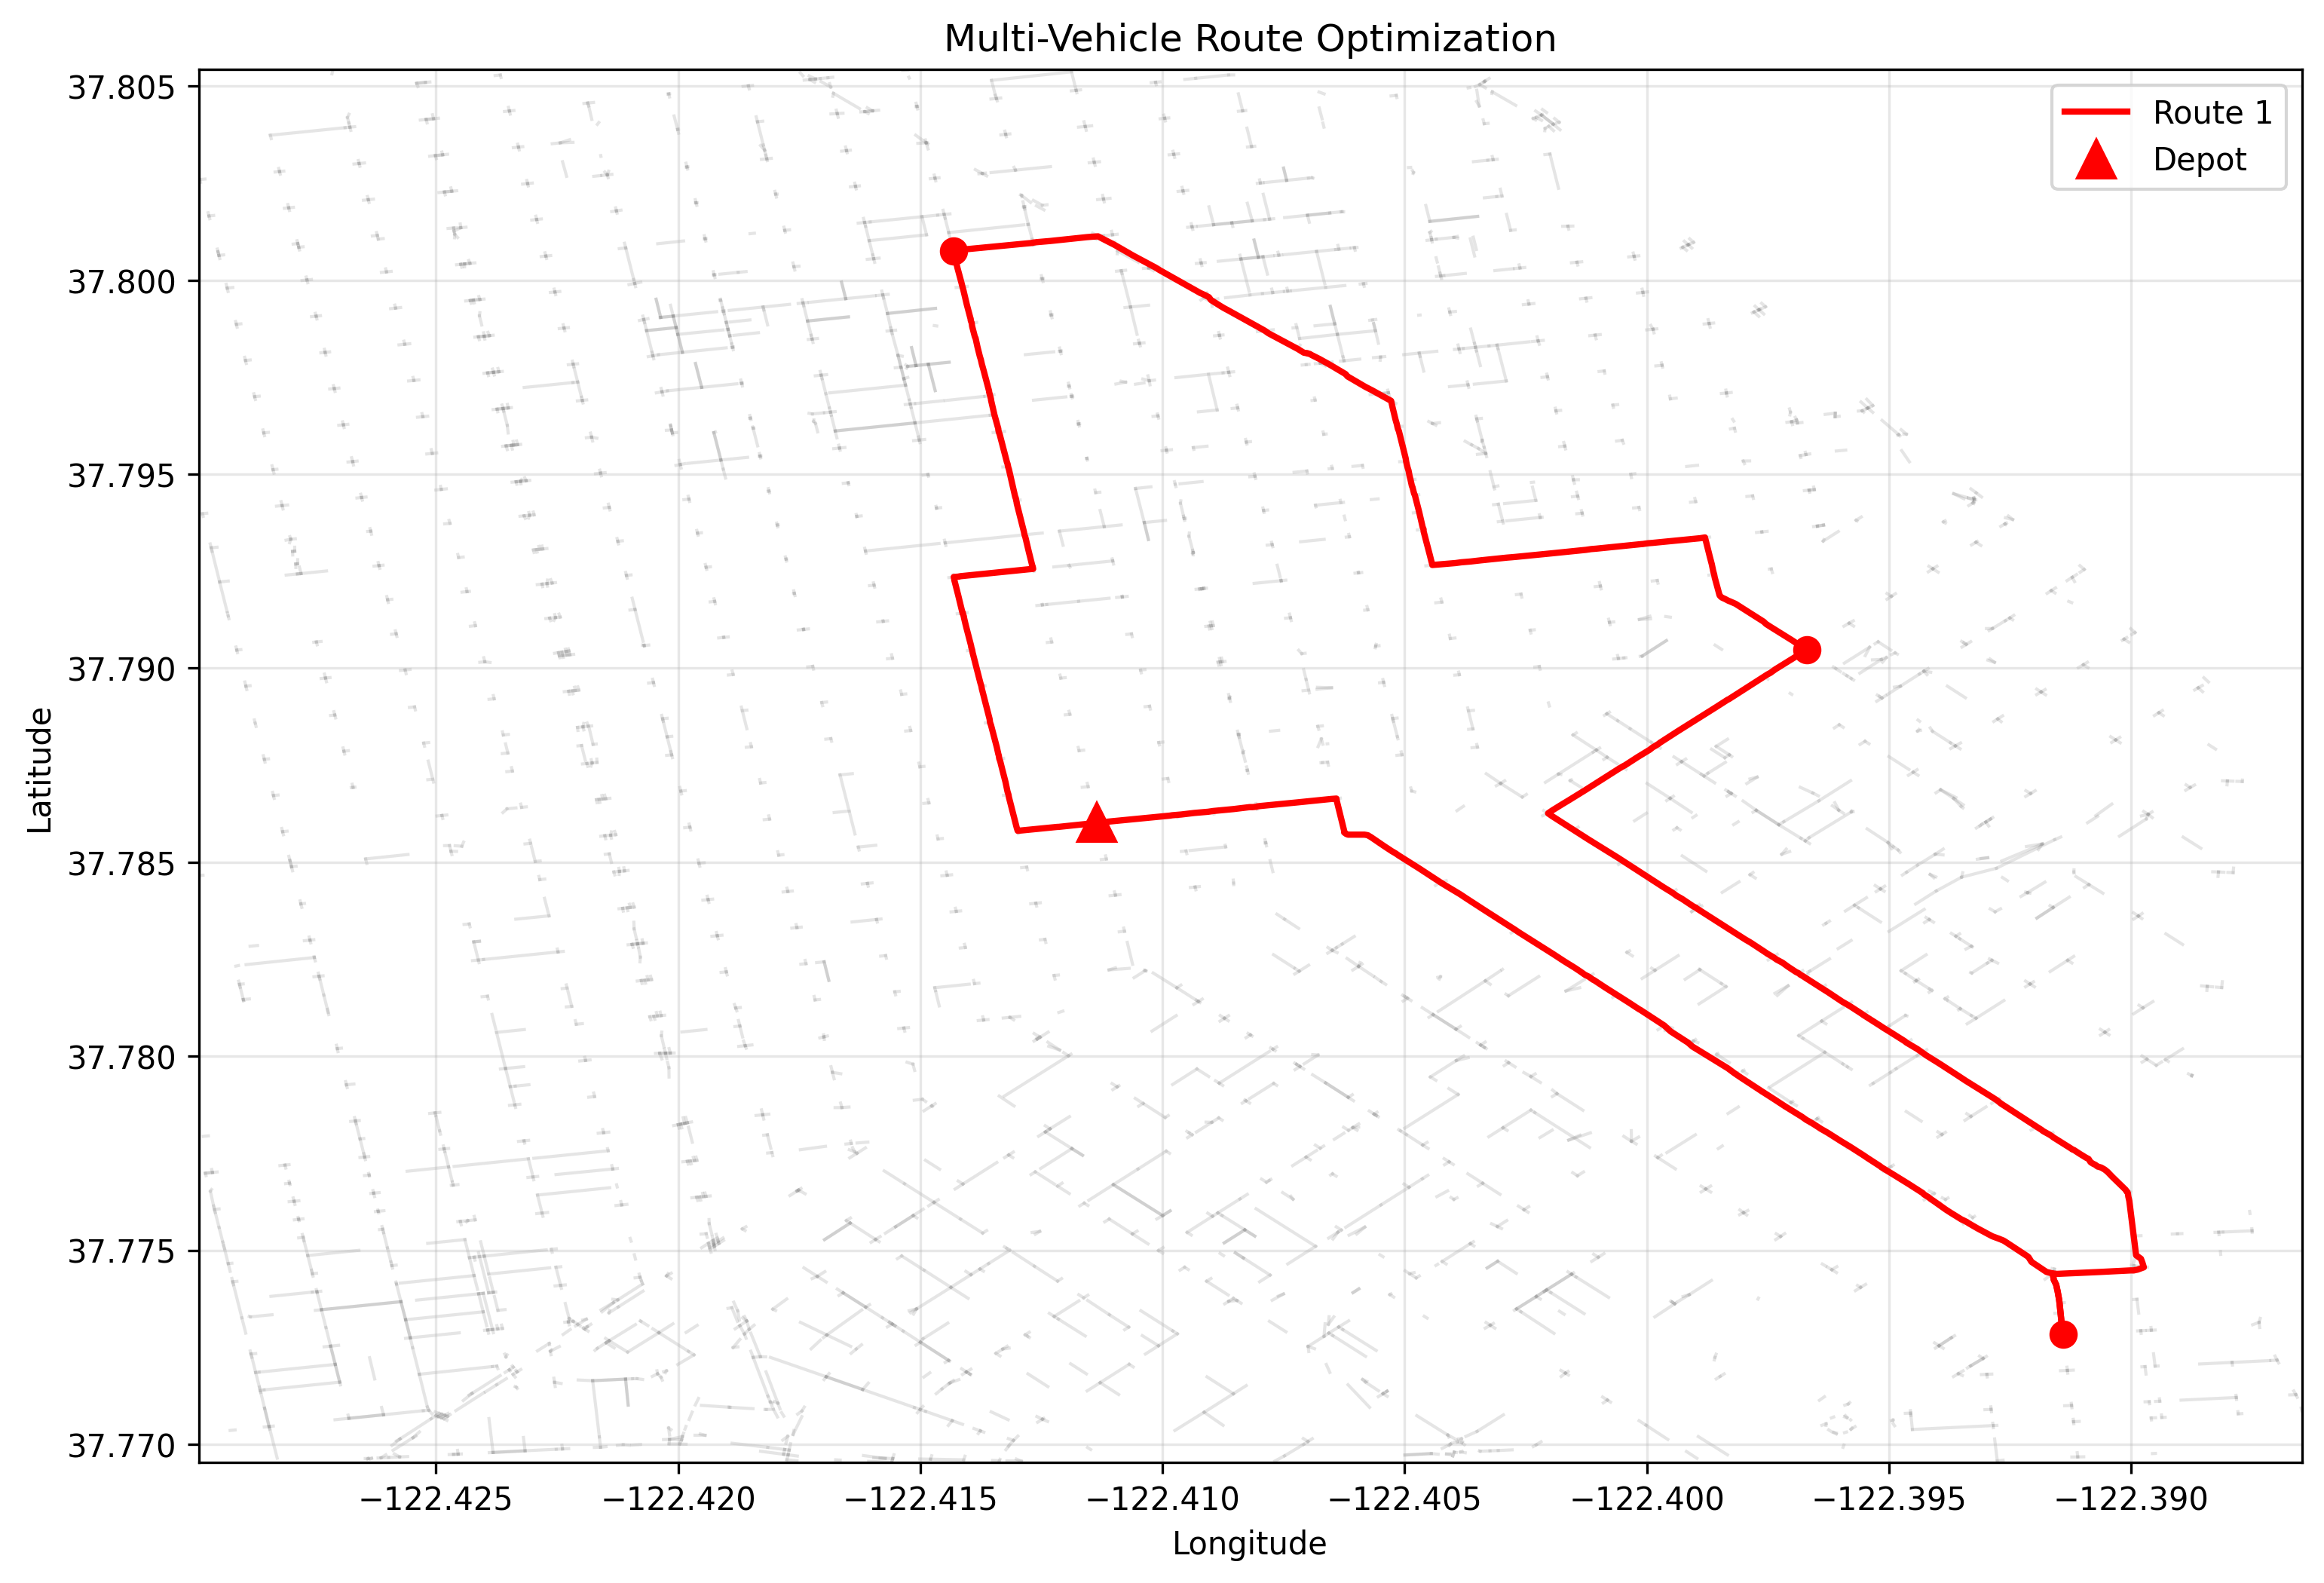 Multi-Vehicle Route Optimization
Route 1
Depot
37.805
37.800
37.795
37.790
37.785
37.780
37.775
37.770
Latitude
−122.425 −122.420 −122.415 −122.410 −122.405 −122.400 −122.395 −122.390
Longitude